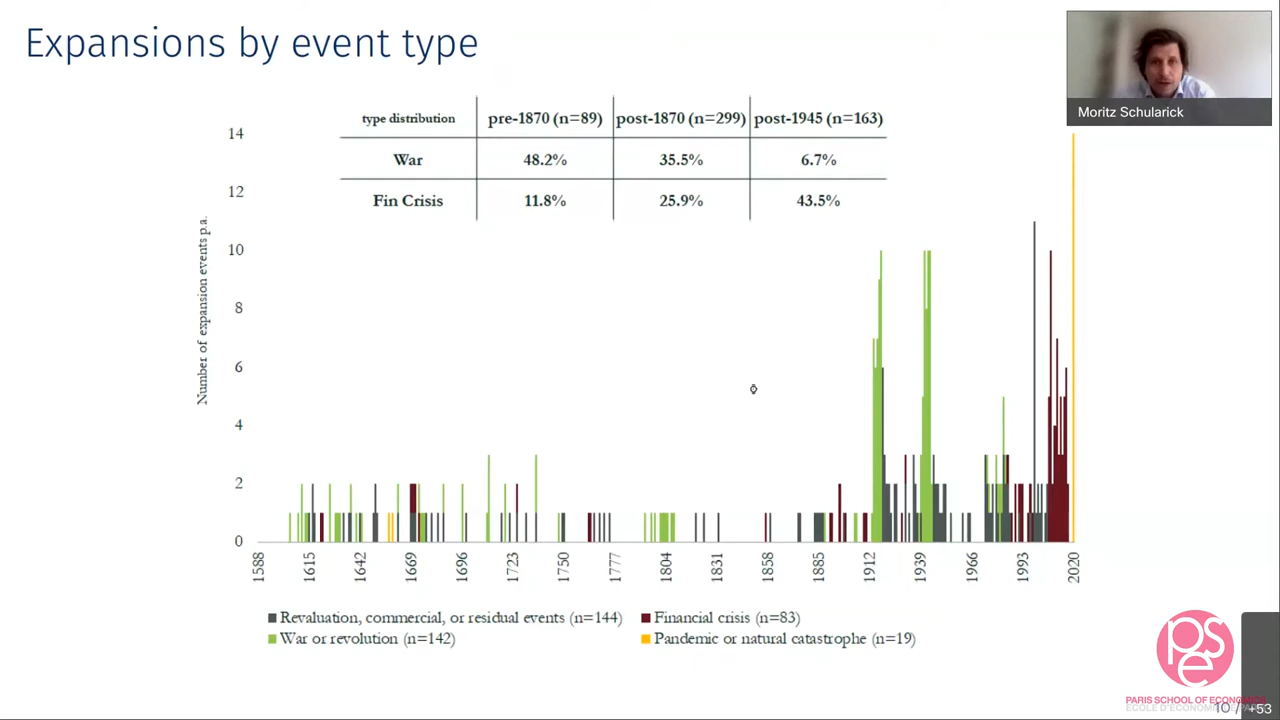 Expansions by event type
Moritz Schularick
type distribution pre-1870 (n=89) post-1870 (n=299) post-1945 (n=163)
War 48.2% 35.5% 6.7%
Fin Crisis 11.8% 25.9% 43.5%
Number of expansion events p.a.
14
12
10
8
6
4
2
0
1588 1615 1642 1669 1696 1723 1750 1777 1804 1831 1858 1885 1912 1939 1966 1993 2020
Revaluation, commercial, or residual events (n=144) Financial crisis (n=83)
War or revolution (n=142) Pandemic or natural catastrophe (n=19)
pse
PARIS SCHOOL OF ECONOMICS
10 / +53